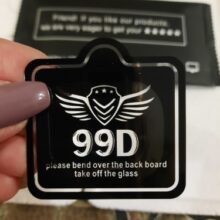 Friend: if you like our products.
we are very eager to get your ★★★★★
99D
please bend over the back board
take off the glass